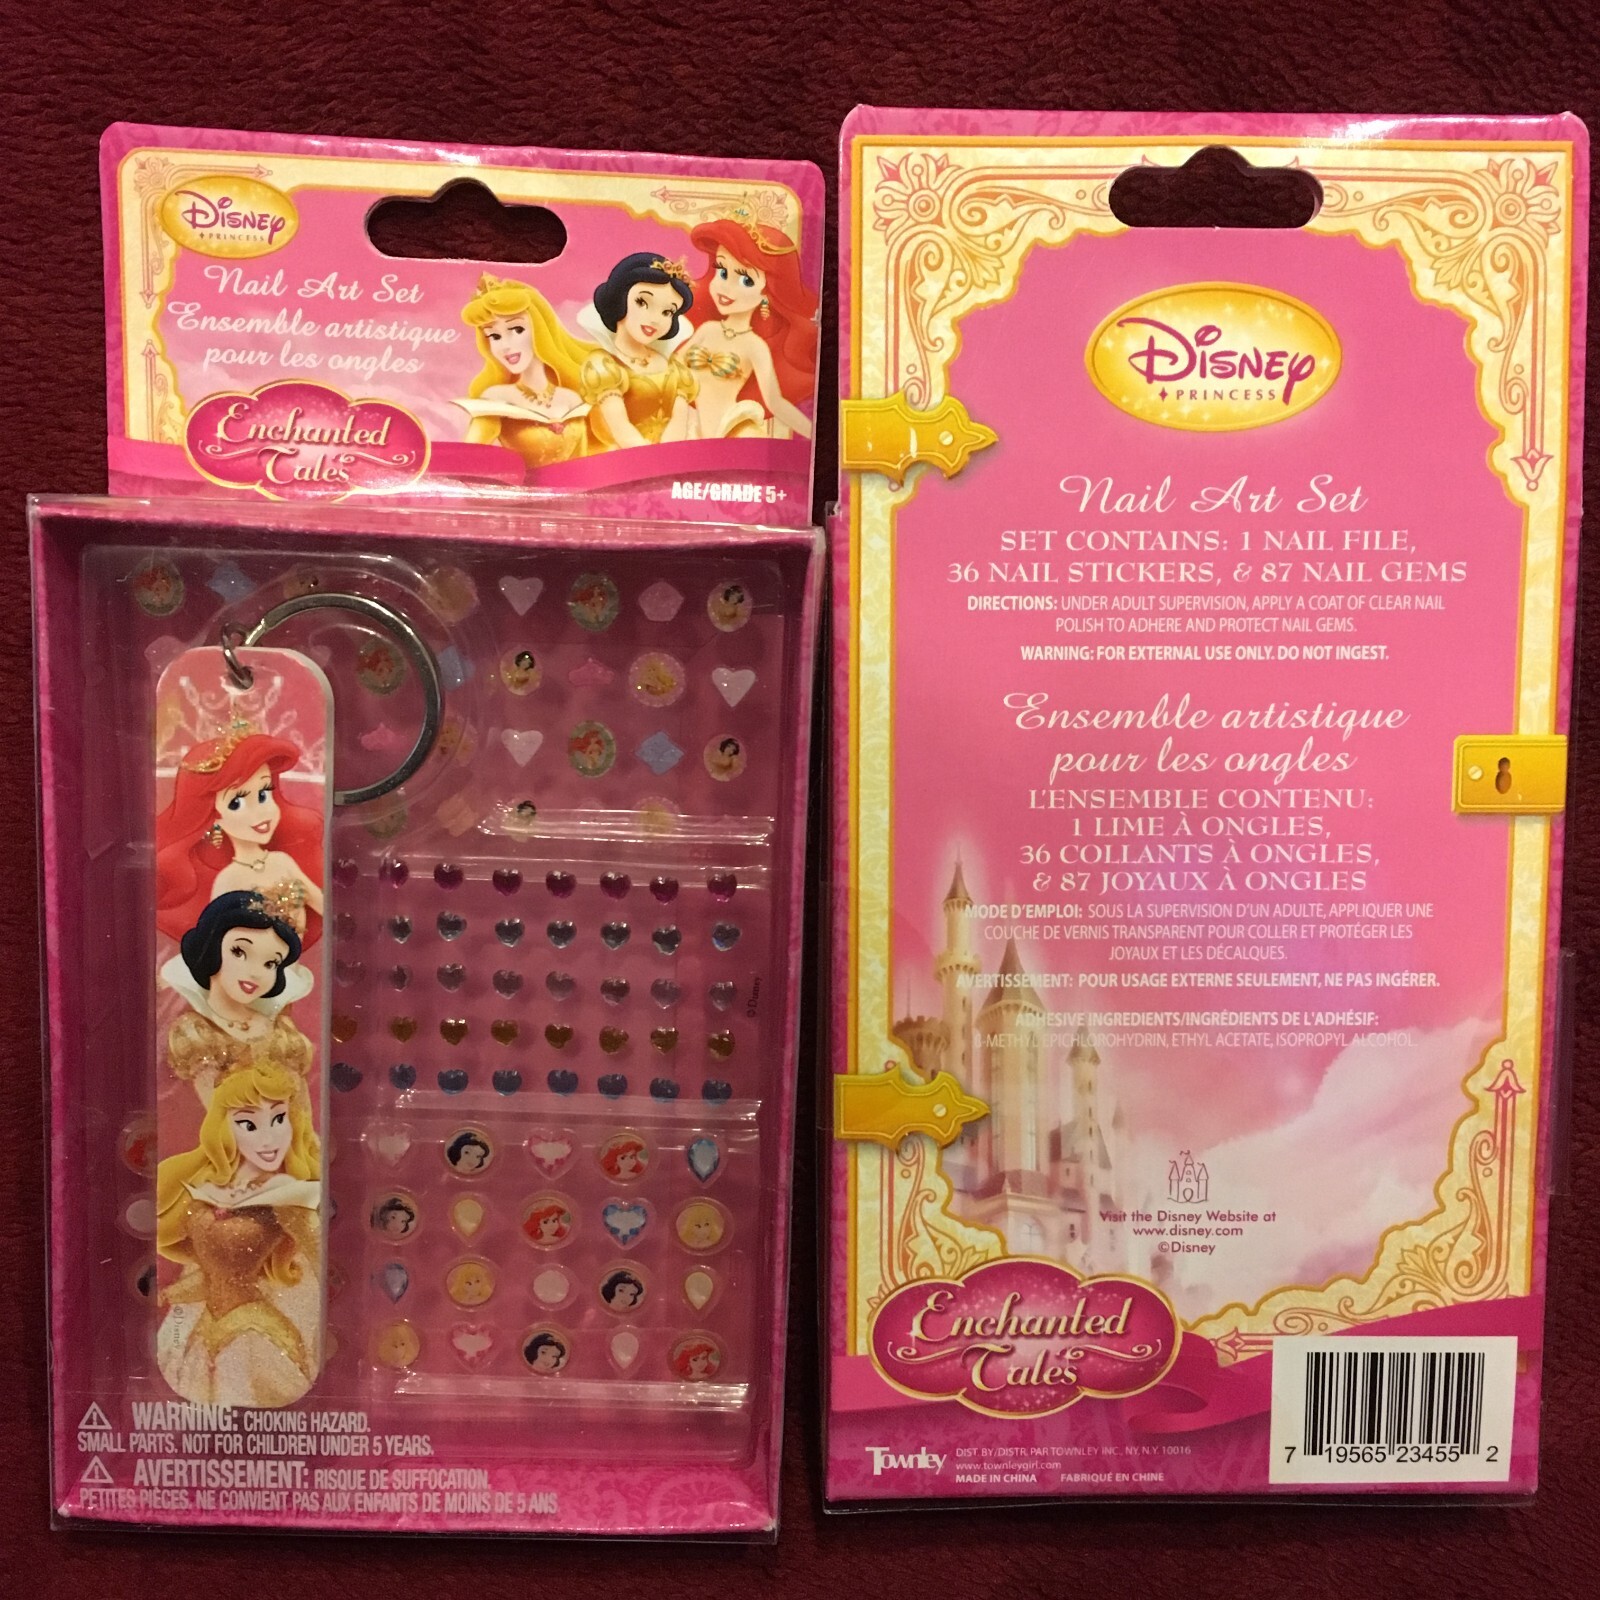 Disney
PRINCESS
Nail Art Set
Ensemble artistique
pour les ongles
Enchanted
Tales
AGE/GRADE 5+
©Disney
©Disney
WARNING: CHOKING HAZARD.
SMALL PARTS. NOT FOR CHILDREN UNDER 5 YEARS.
AVERTISSEMENT: RISQUE DE SUFFOCATION.
PETITES PIÈCES. NE CONVIENT PAS AUX ENFANTS DE MOINS DE 5 ANS
Disney
PRINCESS
Nail Art Set
SET CONTAINS: 1 NAIL FILE,
36 NAIL STICKERS, & 87 NAIL GEMS
DIRECTIONS: UNDER ADULT SUPERVISION, APPLY A COAT OF CLEAR NAIL
POLISH TO ADHERE AND PROTECT NAIL GEMS.
WARNING: FOR EXTERNAL USE ONLY. DO NOT INGEST.
Ensemble artistique
pour les ongles
L'ENSEMBLE CONTENU:
1 LIME À ONGLES,
36 COLLANTS À ONGLES,
& 87 JOYAUX À ONGLES
MODE D'EMPLOI: SOUS LA SUPERVISION D'UN ADULTE, APPLIQUER UNE
COUCHE DE VERNIS TRANSPARENT POUR COLLER ET PROTÉGER LES
JOYAUX ET LES DÉCALQUES.
AVERTISSEMENT: POUR USAGE EXTERNE SEULEMENT, NE PAS INGÉRER.
ADHESIVE INGREDIENTS/INGRÉDIENTS DE L'ADHÉSIF:
EPICHLOROHYDRIN, ETHYL ACETATE, ISOPROPYL ALCOHOL.
Visit the Disney Website at
www.disney.com
©Disney
Enchanted
Tales
Townley
DIST. BY/DISTR. PAR TOWNLEY INC., NY, N.Y. 10016
www.townleygirl.com
MADE IN CHINA FABRIQUÉ EN CHINE
7 19565 23455 2